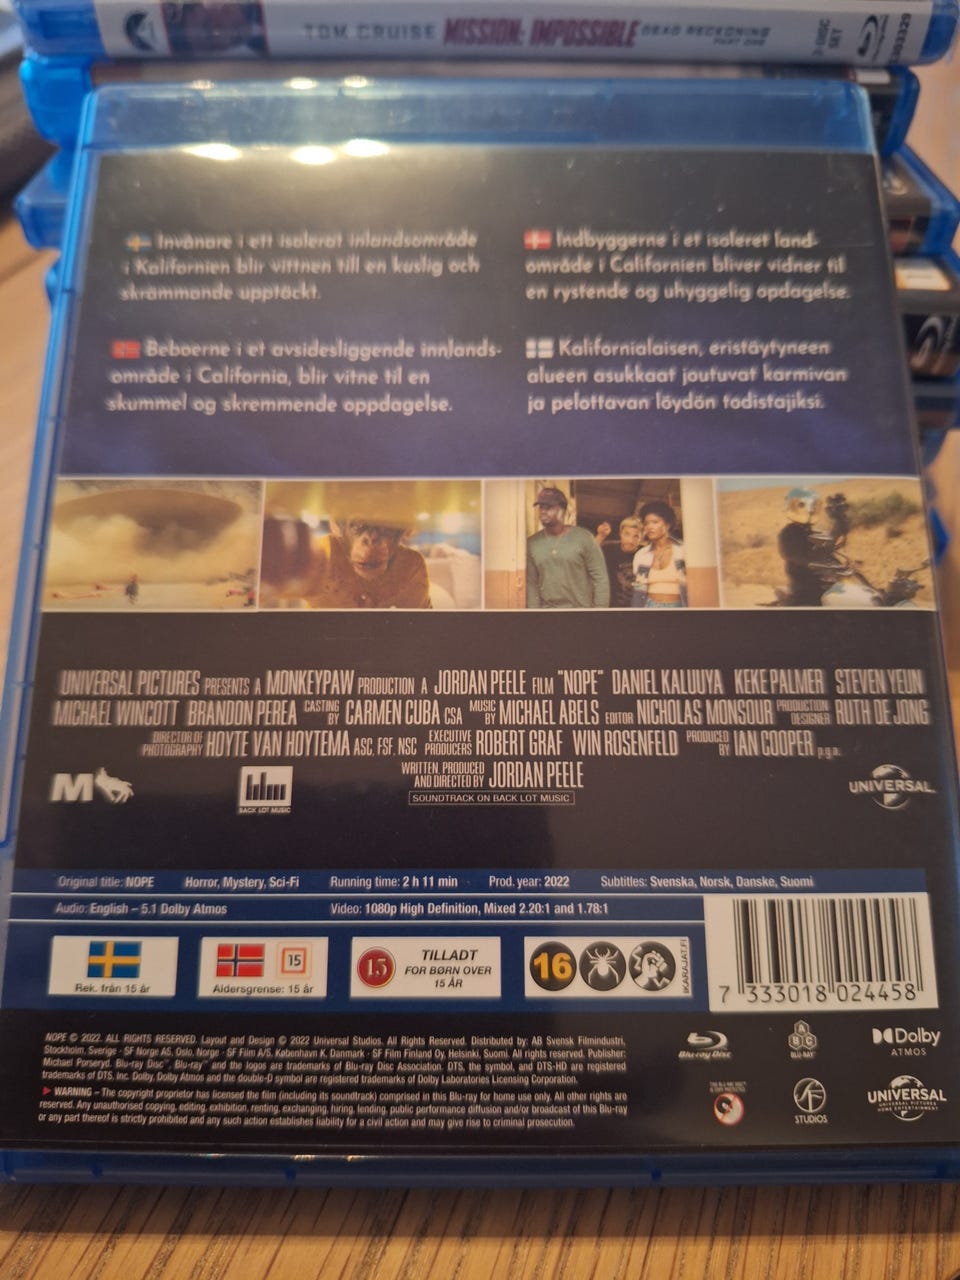 TOM CRUISE MISSION: IMPOSSIBLE DEAD RECKONING PART ONE
2-DISC SET
Invånare i ett isolerat inlandsområde
i Kalifornien blir vittnen till en kuslig och
skrämmande upptäckt.
Indbyggerne i et isoleret land-
område i Californien bliver vidner til
en rystende og uhyggelig opdagelse.
Beboerne i et avsidesliggende innlands-
område i California, blir vitne til en
skummel og skremmende oppdagelse.
Kalifornialaisen, eristäytyneen
alueen asukkaat joutuvat karmivan
ja pelottavan löydön todistajiksi.
UNIVERSAL PICTURES PRESENTS A MONKEYPAW PRODUCTION A JORDAN PEELE FILM "NOPE" DANIEL KALUUYA KEKE PALMER STEVEN YEUN
MICHAEL WINCOTT BRANDON PEREA CASTING BY CARMEN CUBA CSA MUSIC BY MICHAEL ABELS EDITOR NICHOLAS MONSOUR PRODUCTION DESIGNER RUTH DE JONG
DIRECTOR OF PHOTOGRAPHY HOYTE VAN HOYTEMA ASC, FSF, NSC EXECUTIVE PRODUCERS ROBERT GRAF WIN ROSENFELD PRODUCED BY IAN COOPER p.g.a.
WRITTEN, PRODUCED AND DIRECTED BY JORDAN PEELE
M
BACK LOT MUSIC
SOUNDTRACK ON BACK LOT MUSIC
UNIVERSAL
Original title: NOPE Horror, Mystery, Sci-Fi Running time: 2 h 11 min Prod. year: 2022 Subtitles: Svenska, Norsk, Danske, Suomi
Audio: English – 5.1 Dolby Atmos Video: 1080p High Definition, Mixed 2.20:1 and 1.78:1
Rek. från 15 år
15
Aldersgrense: 15 år
15
TILLADT
FOR BØRN OVER
15 ÅR
16
IKARAJAT.FI
7 333018 024458
NOPE © 2022. ALL RIGHTS RESERVED. Layout and Design © 2022 Universal Studios. All Rights Reserved. Distributed by: AB Svensk Filmindustri,
Stockholm, Sverige · SF Norge AS, Oslo, Norge · SF Film A/S, København K, Danmark · SF Film Finland Oy, Helsinki, Suomi. All rights reserved. Publisher:
Michael Porseryd. Blu-ray Disc™, Blu-ray™ and the logos are trademarks of Blu-ray Disc Association. DTS, the symbol, and DTS-HD are registered
trademarks of DTS, Inc. Dolby, Dolby Atmos and the double-D symbol are registered trademarks of Dolby Laboratories Licensing Corporation.
WARNING – The copyright proprietor has licensed the film (including its soundtrack) comprised in this Blu-ray for home use only. All other rights are
reserved. Any unauthorised copying, editing, exhibition, renting, exchanging, hiring, lending, public performance diffusion and/or broadcast of this Blu-ray
or any part thereof is strictly prohibited and any such action establishes liability for a civil action and may give rise to criminal prosecution.
Blu-ray Disc
A B C
BLU-RAY
Dolby
ATMOS
THIS BLU-RAY DISC™
IS COPY PROTECTED
SF
STUDIOS
UNIVERSAL
UNIVERSAL PICTURES
HOME ENTERTAINMENT